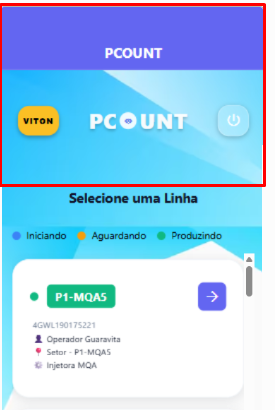 PCOUNT
VITON
PCOUNT
Selecione uma Linha
Iniciando Aguardando Produzindo
P1-MQA5
4GWL190175221
Operador Guaravita
Setor - P1-MQA5
Injetora MQA